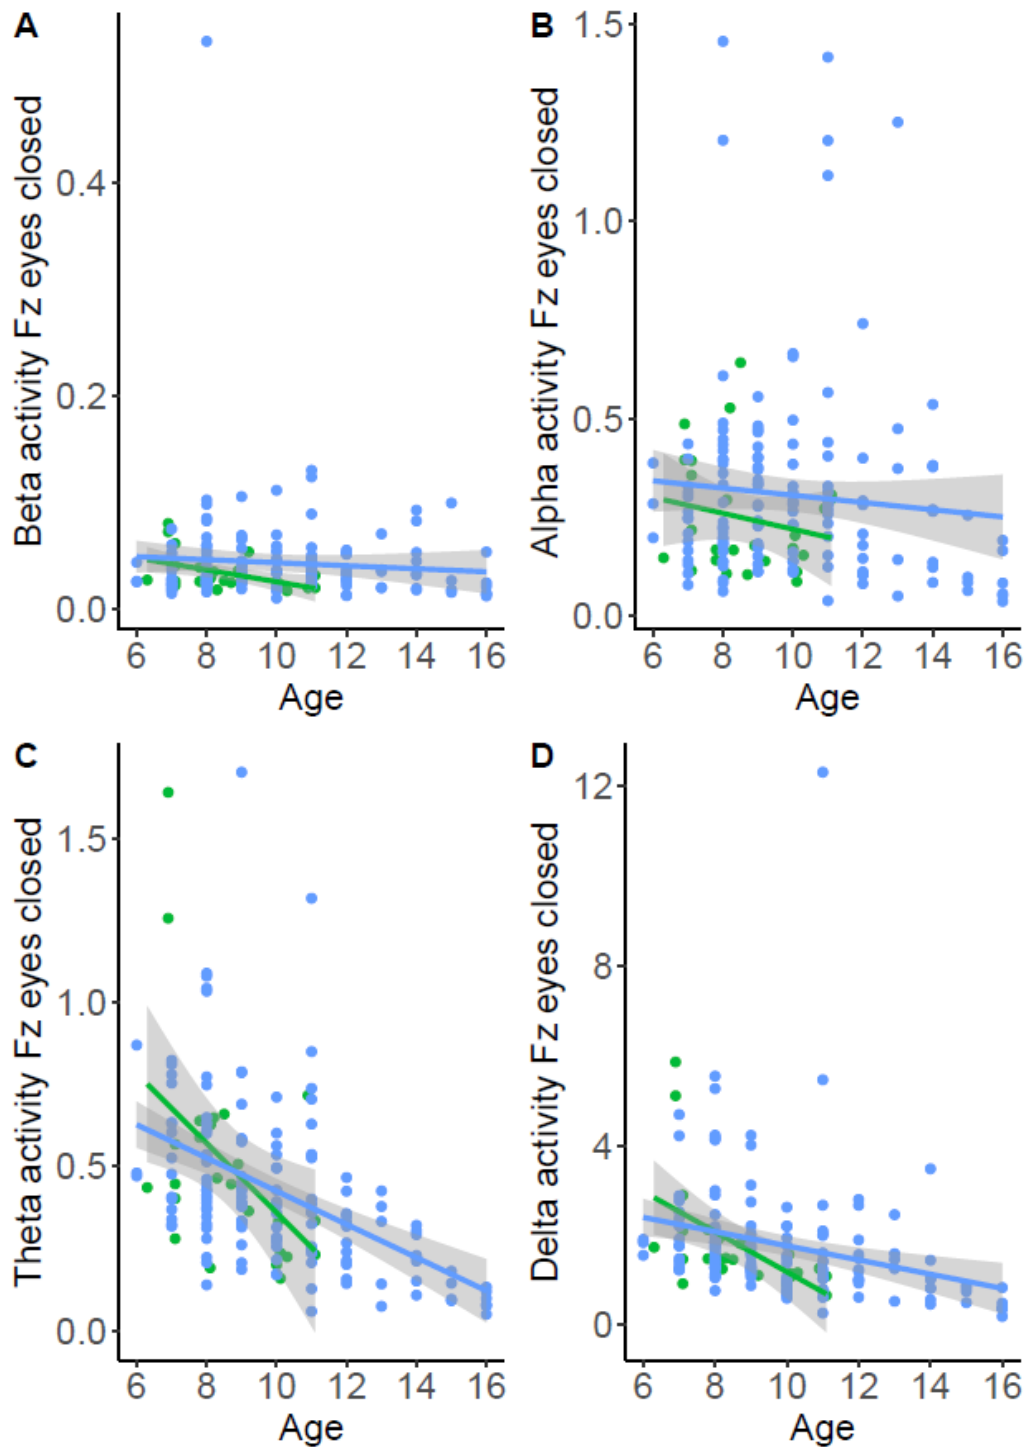 A
Beta activity Fz eyes closed
0.4
0.2
0.0
6 8 10 12 14 16
Age
B
Alpha activity Fz eyes closed
1.5
1.0
0.5
0.0
6 8 10 12 14 16
Age
C
Theta activity Fz eyes closed
1.5
1.0
0.5
0.0
6 8 10 12 14 16
Age
D
Delta activity Fz eyes closed
12
8
4
0
6 8 10 12 14 16
Age